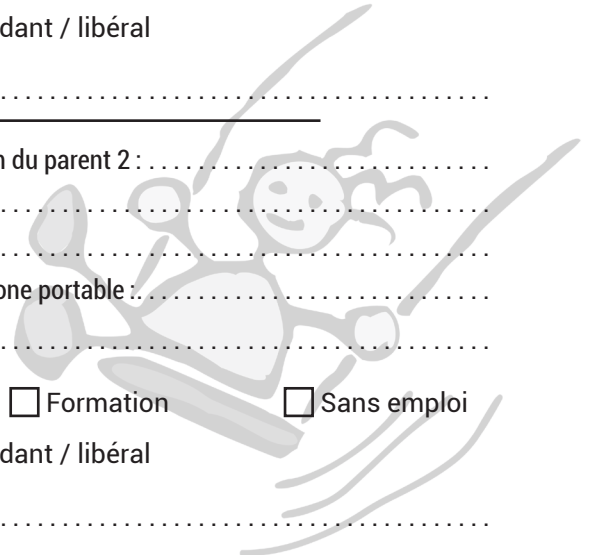 dant / libéral
n du parent 2 :
one portable :
Formation Sans emploi
dant / libéral